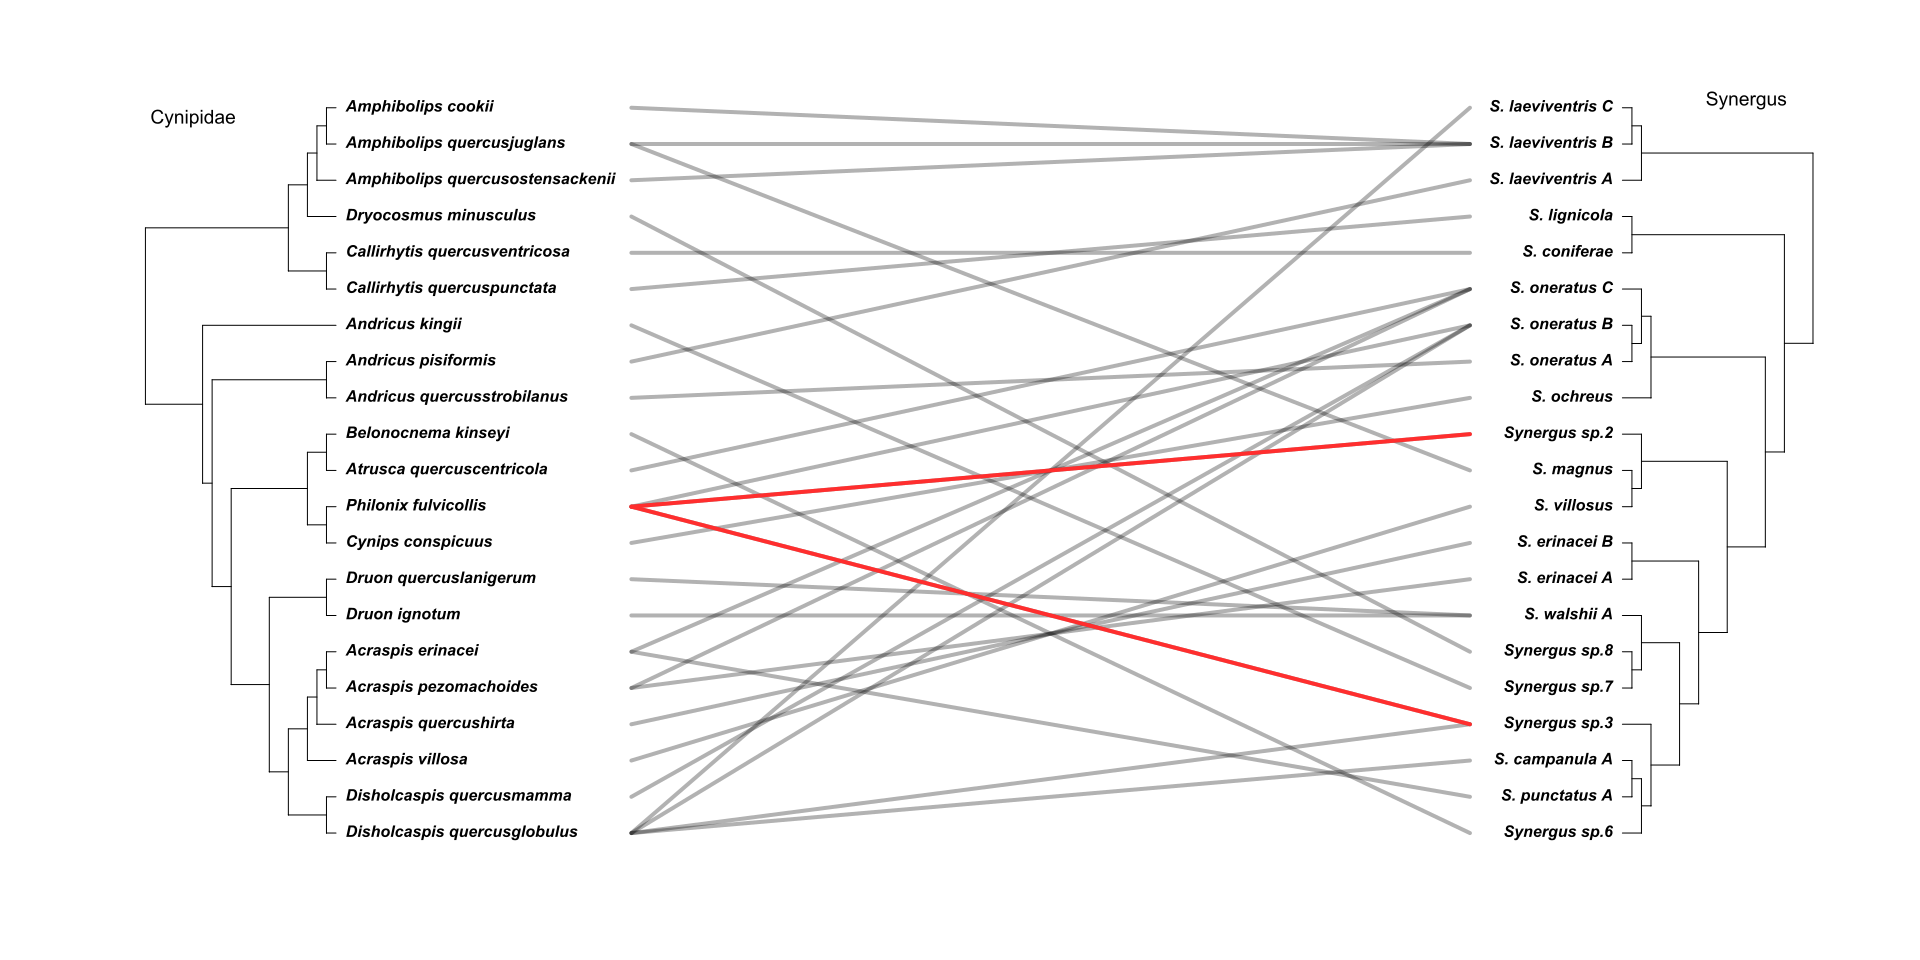 Cynipidae
Amphibolips cookii
Amphibolips quercusjuglans
Amphibolips quercusostensackenii
Dryocosmus minusculus
Callirhytis quercusventricosa
Callirhytis quercuspunctata
Andricus kingii
Andricus pisiformis
Andricus quercusstrobilanus
Belonocnema kinseyi
Atrusca quercuscentricola
Philonix fulvicollis
Cynips conspicuus
Druon quercuslanigerum
Druon ignotum
Acraspis erinacei
Acraspis pezomachoides
Acraspis quercushirta
Acraspis villosa
Disholcaspis quercusmamma
Disholcaspis quercusglobulus
Synergus
S. laeviventris C
S. laeviventris B
S. laeviventris A
S. lignicola
S. coniferae
S. oneratus C
S. oneratus B
S. oneratus A
S. ochreus
Synergus sp.2
S. magnus
S. villosus
S. erinacei B
S. erinacei A
S. walshii A
Synergus sp.8
Synergus sp.7
Synergus sp.3
S. campanula A
S. punctatus A
Synergus sp.6